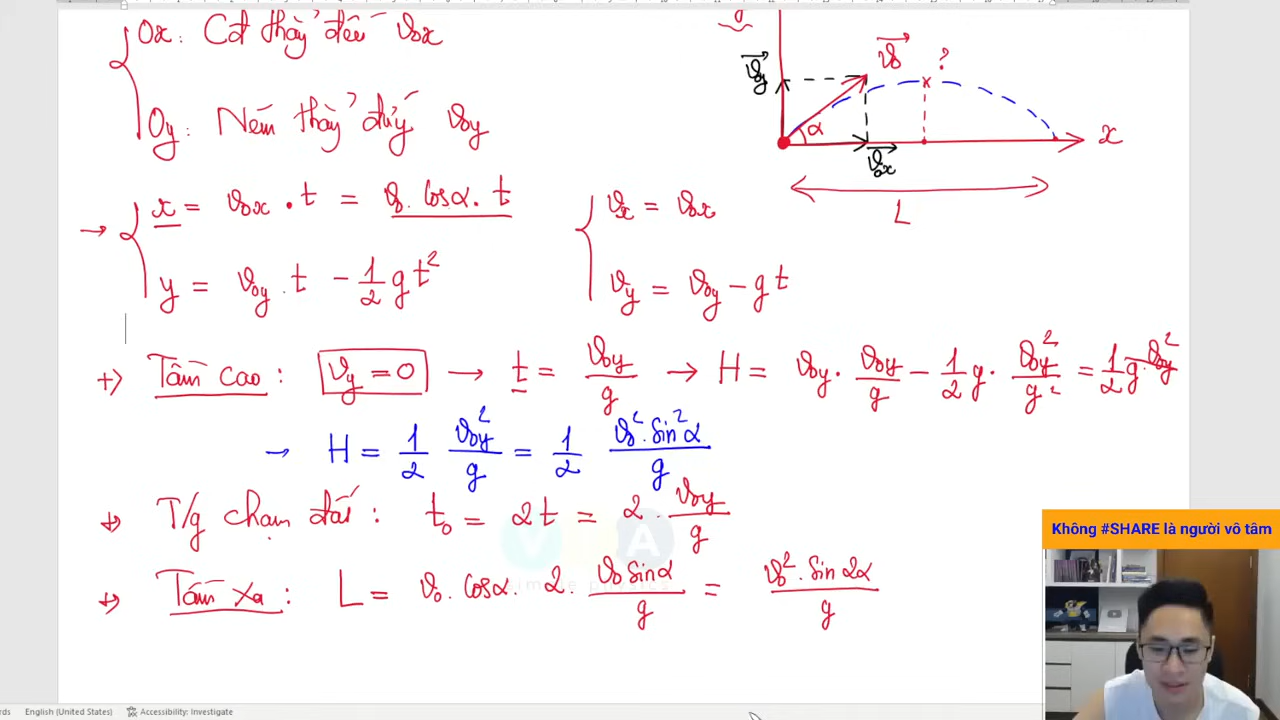 Ox: Cđ thẳng đều v₀x
Oy: Ném thẳng đứng v₀y
→ x = v₀x . t = v₀ . cosα . t
y = v₀y . t - 1/2 gt²
vx = v₀x
vy = v₀y - gt
y
v₀y
v₀
?
α
v₀x
x
L
+) Tầm cao : vy = 0 → t = v₀y/g → H = v₀y . v₀y/g - 1/2 g . v₀y²/g² = 1/2 g . v₀y²
→ H = 1/2 v₀y²/g = 1/2 v₀² . sin²α/g
+) T/g chạm đất : t₀ = 2t = 2 . v₀y/g
+) Tầm xa : L = v₀ . cosα . 2 . v₀ sinα/g = v₀² . sin2α/g
Không #SHARE là người vô tâm
English (United States) Accessibility: Investigate